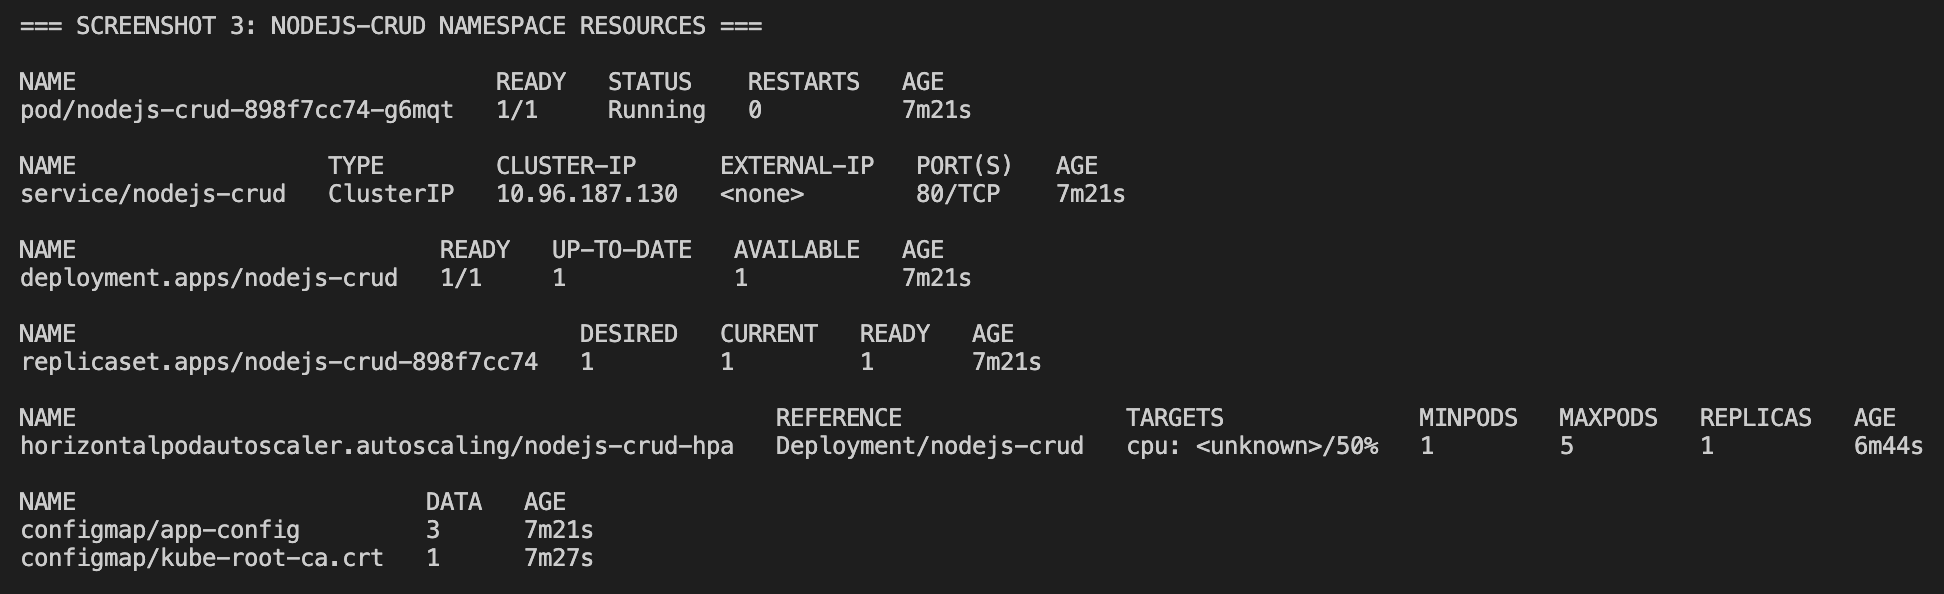 === SCREENSHOT 3: NODEJS-CRUD NAMESPACE RESOURCES ===
NAME READY STATUS RESTARTS AGE
pod/nodejs-crud-898f7cc74-g6mqt 1/1 Running 0 7m21s
NAME TYPE CLUSTER-IP EXTERNAL-IP PORT(S) AGE
service/nodejs-crud ClusterIP 10.96.187.130 <none> 80/TCP 7m21s
NAME READY UP-TO-DATE AVAILABLE AGE
deployment.apps/nodejs-crud 1/1 1 1 7m21s
NAME DESIRED CURRENT READY AGE
replicaset.apps/nodejs-crud-898f7cc74 1 1 1 7m21s
NAME REFERENCE TARGETS MINPODS MAXPODS REPLICAS AGE
horizontalpodautoscaler.autoscaling/nodejs-crud-hpa Deployment/nodejs-crud cpu: <unknown>/50% 1 5 1 6m44s
NAME DATA AGE
configmap/app-config 3 7m21s
configmap/kube-root-ca.crt 1 7m27s